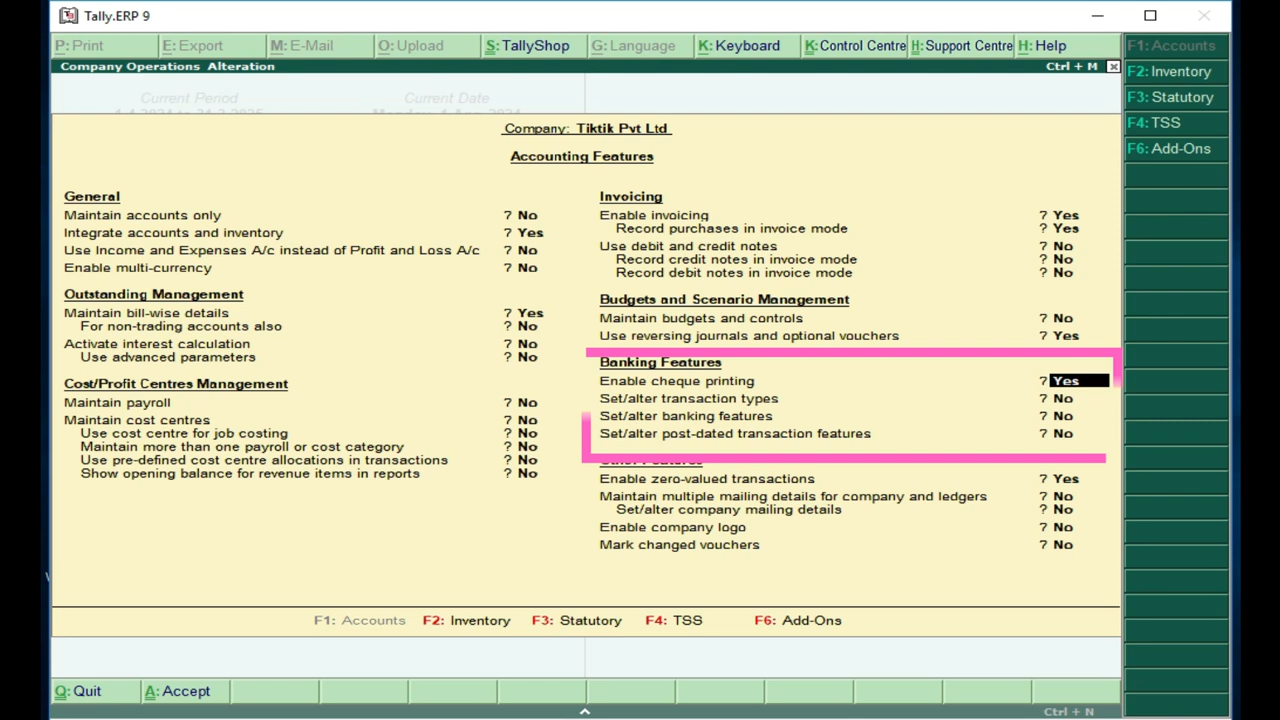 Tally.ERP 9
P: Print E: Export M: E-Mail O: Upload S: TallyShop G: Language K: Keyboard K: Control Centre H: Support Centre H: Help
Company Operations Alteration Ctrl + M
Current Period Current Date
Company: Tiktik Pvt Ltd
Accounting Features
General
Maintain accounts only ? No
Integrate accounts and inventory ? Yes
Use Income and Expenses A/c instead of Profit and Loss A/c ? No
Enable multi-currency ? No
Outstanding Management
Maintain bill-wise details ? Yes
For non-trading accounts also ? No
Activate interest calculation ? No
Use advanced parameters ? No
Cost/Profit Centres Management
Maintain payroll ? No
Maintain cost centres ? No
Use cost centre for job costing ? No
Maintain more than one payroll or cost category ? No
Use pre-defined cost centre allocations in transactions ? No
Show opening balance for revenue items in reports ? No
Invoicing
Enable invoicing ? Yes
Record purchases in invoice mode ? Yes
Use debit and credit notes ? No
Record credit notes in invoice mode ? No
Record debit notes in invoice mode ? No
Budgets and Scenario Management
Maintain budgets and controls ? No
Use reversing journals and optional vouchers ? Yes
Banking Features
Enable cheque printing ? Yes
Set/alter transaction types ? No
Set/alter banking features ? No
Set/alter post-dated transaction features ? No
Enable zero-valued transactions ? Yes
Maintain multiple mailing details for company and ledgers ? No
Set/alter company mailing details ? No
Enable company logo ? No
Mark changed vouchers ? No
F1: Accounts F2: Inventory F3: Statutory F4: TSS F6: Add-Ons
Q: Quit A: Accept
Ctrl + N
F1: Accounts
F2: Inventory
F3: Statutory
F4: TSS
F6: Add-Ons